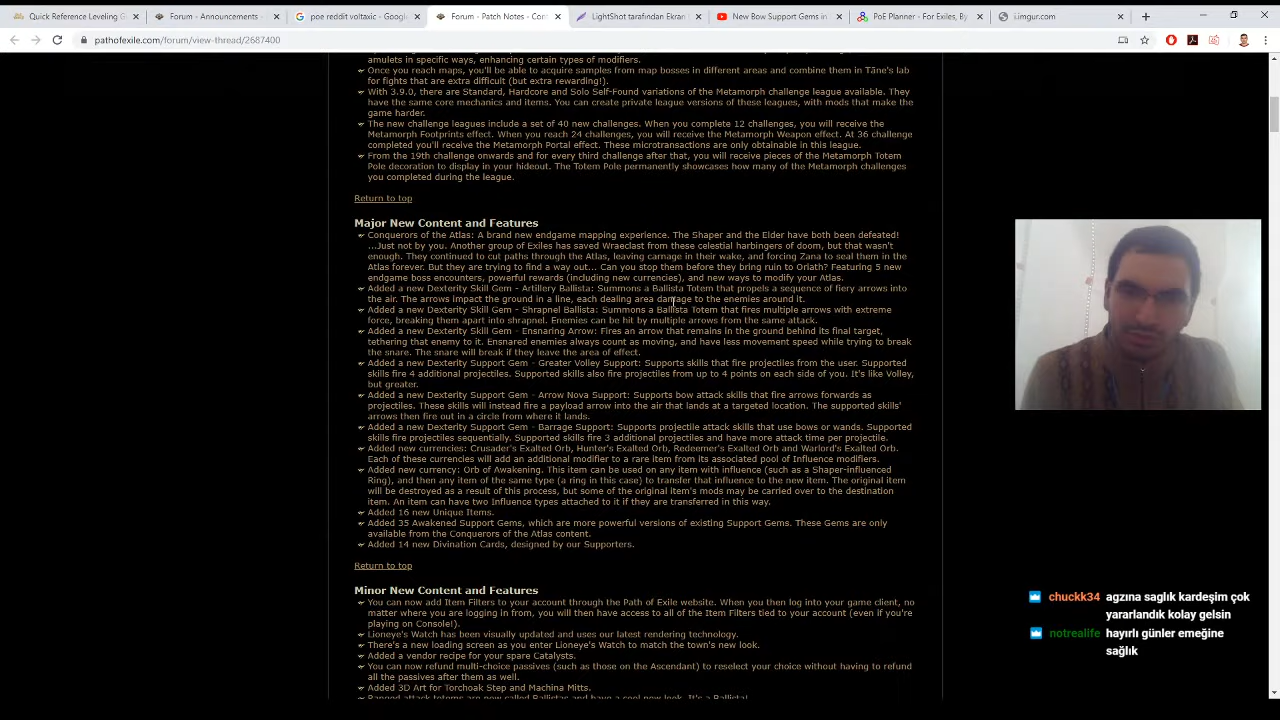 Quick Reference Leveling G
Forum - Announcements -
poe reddit voltaxic - Google
Forum - Patch Notes - Con
LightShot tarafından Ekran
New Bow Support Gems in
PoE Planner - For Exiles, By
i.imgur.com
pathofexile.com/forum/view-thread/2687400
amulets in specific ways, enhancing certain types of modifiers.
Once you reach maps, you'll be able to acquire samples from map bosses in different areas and combine them in Tāne's lab
for fights that are extra difficult (but extra rewarding!).
With 3.9.0, there are Standard, Hardcore and Solo Self-Found variations of the Metamorph challenge league available. They
have the same core mechanics and items. You can create private league versions of these leagues, with mods that make the
game harder.
The new challenge leagues include a set of 40 new challenges. When you complete 12 challenges, you will receive the
Metamorph Footprints effect. When you reach 24 challenges, you will receive the Metamorph Weapon effect. At 36 challenge
completed you'll receive the Metamorph Portal effect. These microtransactions are only obtainable in this league.
From the 19th challenge onwards and for every third challenge after that, you will receive pieces of the Metamorph Totem
Pole decoration to display in your hideout. The Totem Pole permanently showcases how many of the Metamorph challenges
you completed during the league.
Return to top
Major New Content and Features
Conquerors of the Atlas: A brand new endgame mapping experience. The Shaper and the Elder have both been defeated!
...Just not by you. Another group of Exiles has saved Wraeclast from these celestial harbingers of doom, but that wasn't
enough. They continued to cut paths through the Atlas, leaving carnage in their wake, and forcing Zana to seal them in the
Atlas forever. But they are trying to find a way out... Can you stop them before they bring ruin to Oriath? Featuring 5 new
endgame boss encounters, powerful rewards (including new currencies), and new ways to modify your Atlas.
Added a new Dexterity Skill Gem - Artillery Ballista: Summons a Ballista Totem that propels a sequence of fiery arrows into
the air. The arrows impact the ground in a line, each dealing area damage to the enemies around it.
Added a new Dexterity Skill Gem - Shrapnel Ballista: Summons a Ballista Totem that fires multiple arrows with extreme
force, breaking them apart into shrapnel. Enemies can be hit by multiple arrows from the same attack.
Added a new Dexterity Skill Gem - Ensnaring Arrow: Fires an arrow that remains in the ground behind its final target,
tethering that enemy to it. Ensnared enemies always count as moving, and have less movement speed while trying to break
the snare. The snare will break if they leave the area of effect.
Added a new Dexterity Support Gem - Greater Volley Support: Supports skills that fire projectiles from the user. Supported
skills fire 4 additional projectiles. Supported skills also fire projectiles from up to 4 points on each side of you. It's like Volley,
but greater.
Added a new Dexterity Support Gem - Arrow Nova Support: Supports bow attack skills that fire arrows forwards as
projectiles. These skills will instead fire a payload arrow into the air that lands at a targeted location. The supported skills'
arrows then fire out in a circle from where it lands.
Added a new Dexterity Support Gem - Barrage Support: Supports projectile attack skills that use bows or wands. Supported
skills fire projectiles sequentially. Supported skills fire 3 additional projectiles and have more attack time per projectile.
Added new currencies: Crusader's Exalted Orb, Hunter's Exalted Orb, Redeemer's Exalted Orb and Warlord's Exalted Orb.
Each of these currencies will add an additional modifier to a rare item from its associated pool of Influence modifiers.
Added new currency: Orb of Awakening. This item can be used on any item with influence (such as a Shaper-influenced
Ring), and then any item of the same type (a ring in this case) to transfer that influence to the new item. The original item
will be destroyed as a result of this process, but some of the original item's mods may be carried over to the destination
item. An item can have two Influence types attached to it if they are transferred in this way.
Added 16 new Unique Items.
Added 35 Awakened Support Gems, which are more powerful versions of existing Support Gems. These Gems are only
available from the Conquerors of the Atlas content.
Added 14 new Divination Cards, designed by our Supporters.
Return to top
Minor New Content and Features
You can now add Item Filters to your account through the Path of Exile website. When you then log into your game client, no
matter where you are logging in from, you will then have access to all of the Item Filters tied to your account (even if you're
playing on Console!).
Lioneye's Watch has been visually updated and uses our latest rendering technology.
There's a new loading screen as you enter Lioneye's Watch to match the town's new look.
Added a vendor recipe for your spare Catalysts.
You can now refund multi-choice passives (such as those on the Ascendant) to reselect your choice without having to refund
all the passives after them as well.
Added 3D Art for Torchoak Step and Machina Mitts.
Ranged attack totems are now called Ballistas and have a cool new look. It's a Ballista!
chuckk34 agzına saglık kardeşim çok
yararlandık kolay gelsin
notrealife hayırlı günler emeğine
sağlık